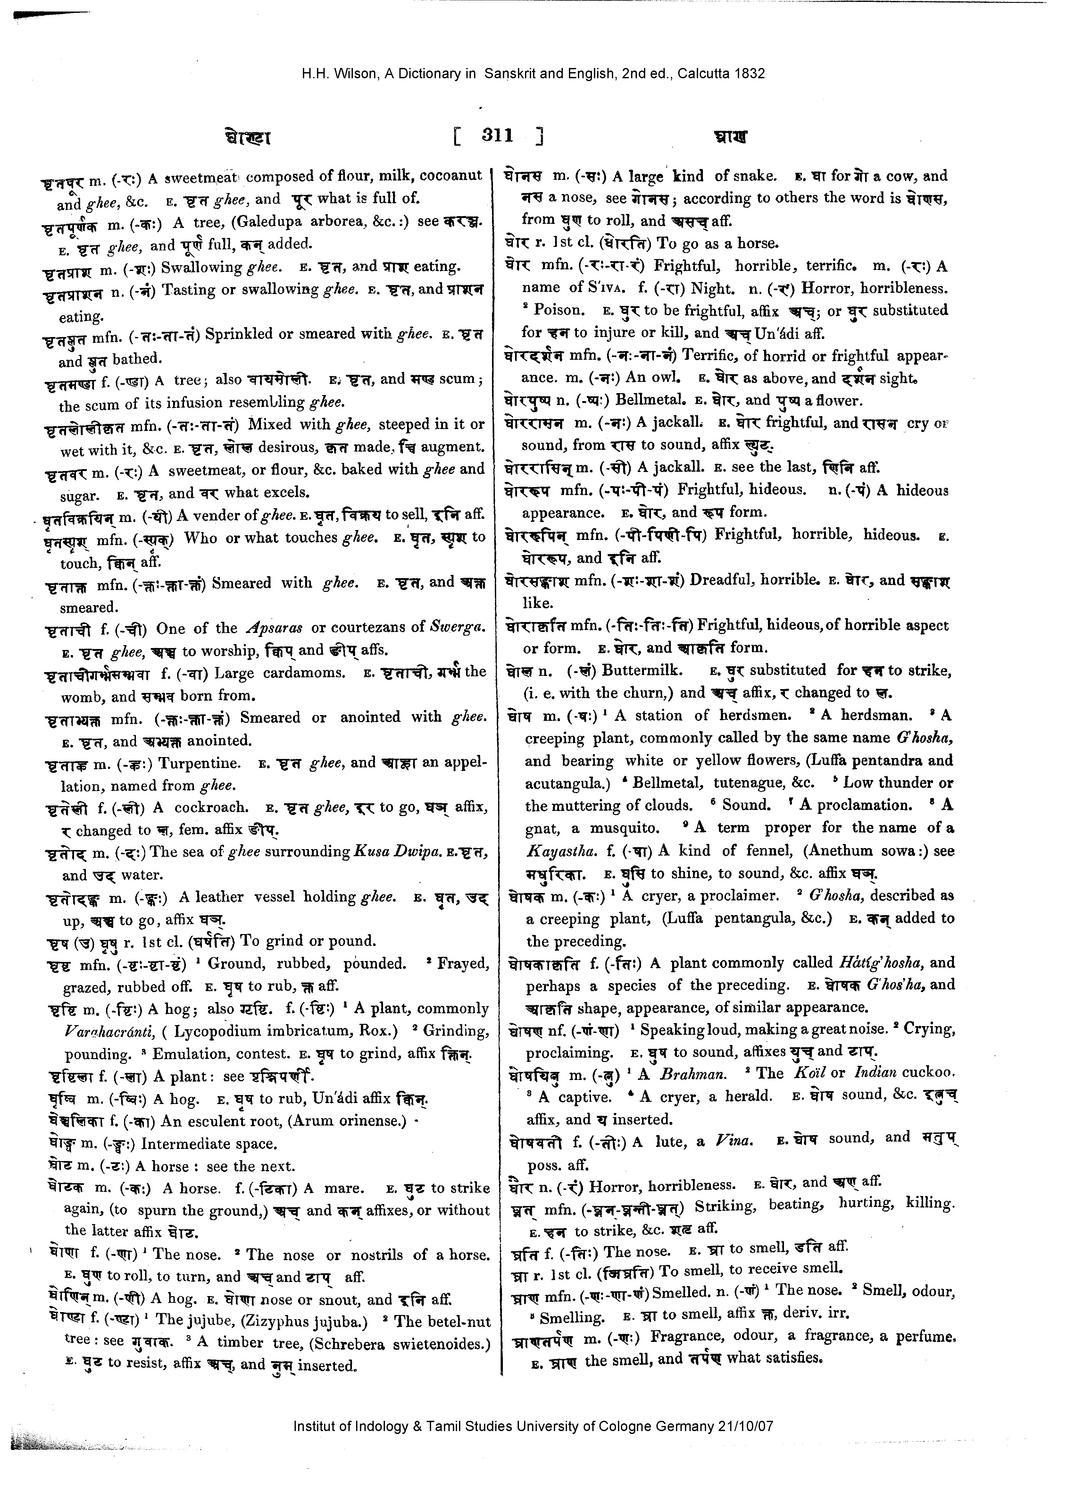 H.H. Wilson, A Dictionary in Sanskrit and English, 2nd ed., Calcutta 1832
घोण्टा [ 311 ] घ्राण
घृतपूर m. (-रः) A sweetmeat composed of flour, milk, cocoanut
and ghee, &c. E. घृत ghee, and पूर what is full of.
घृतपूर्णक m. (-कः) A tree, (Galedupa arborea, &c.:) see करञ्ज.
E. घृत ghee, and पूर्ण full, कन् added.
घृतप्राश m. (-शः) Swallowing ghee. E. घृत, and प्राश eating.
घृतप्राशन n. (-नं) Tasting or swallowing ghee. E. घृत, and प्राशन
eating.
घृतप्लुत mfn. (-तः-ता-तं) Sprinkled or smeared with ghee. E. घृत
and प्लुत bathed.
घृतमण्डा f. (-ण्डा) A tree; also वायसोली. E. घृत, and मण्ड scum;
the scum of its infusion resembling ghee.
घृतलोलीकृत mfn. (-तः-ता-तं) Mixed with ghee, steeped in it or
wet with it, &c. E. घृत, लोल desirous, कृत made, च्वि augment.
घृतवर m. (-रः) A sweetmeat, or flour, &c. baked with ghee and
sugar. E. घृत, and वर what excels.
घृतविक्रयिन् m. (-यी) A vender of ghee. E. घृत, विक्रय to sell, इनि aff.
घृतस्पृश् mfn. (-स्पृक्) Who or what touches ghee. E. घृत, स्पृश to
touch, क्विन् aff.
घृताक्त mfn. (-क्तः-क्ता-क्तं) Smeared with ghee. E. घृत, and अक्त
smeared.
घृताची f. (-ची) One of the Apsaras or courtezans of Swerga.
E. घृत ghee, अञ्च to worship, क्विप् and ङीप् affs.
घृताचीगर्भसम्भवा f. (-वा) Large cardamoms. E. घृताची, गर्भ the
womb, and सम्भव born from.
घृताभ्यक्त mfn. (-क्तः-क्ता-क्तं) Smeared or anointed with ghee.
E. घृत, and अभ्यक्त anointed.
घृताह्व m. (-ह्वः) Turpentine. E. घृत ghee, and आह्वा an appel-
lation, named from ghee.
घृतेली f. (-ली) A cockroach. E. घृत ghee, इर् to go, घञ् affix,
र changed to ल, fem. affix ङीप्.
घृतोद m. (-दः) The sea of ghee surrounding Kusa Dwipa. E. घृत,
and उद water.
घृतोदङ्क m. (-ङ्कः) A leather vessel holding ghee. E. घृत, उद्
up, अञ्च to go, affix घञ्.
घृष (उ) घृषु r. 1st cl. (घर्षति) To grind or pound.
घृष्ट mfn. (-ष्टः-ष्टा-ष्टं) ¹ Ground, rubbed, pounded. ² Frayed,
grazed, rubbed off. E. घृष to rub, क्त aff.
घृष्टि m. (-ष्टिः) A hog; also गृष्टि. f. (-ष्टिः) ¹ A plant, commonly
Varahacránti, ( Lycopodium imbricatum, Rox.) ² Grinding,
pounding. ³ Emulation, contest. E. घृष to grind, affix क्तिन्.
घृष्टिला f. (-ला) A plant: see पृश्निपर्णी.
घृष्वि m. (-ष्विः) A hog. E. घृष to rub, Un'ádi affix क्विन्.
घेञ्चुलिका f. (-का) An esculent root, (Arum orinense.)
घोङ्घ m. (-ङ्घः) Intermediate space.
घोट m. (-टः) A horse: see the next.
घोटक m. (-कः) A horse. f. (-टिका) A mare. E. घुट to strike
again, (to spurn the ground,) अच् and कन् affixes, or without
the latter affix घोट.
घोणा f. (-णा) ¹ The nose. ² The nose or nostrils of a horse.
E. घुण to roll, to turn, and अच् and टाप् aff.
घोणिन् m. (-णी) A hog. E. घोणा nose or snout, and इनि aff.
घोण्टा f. (-ण्टा) ¹ The jujube, (Zizyphus jujuba.) ² The betel-nut
tree: see गुवाक. ³ A timber tree, (Schrebera swietenoides.)
E. घुट to resist, affix अच्, and नुम् inserted.
घोनस m. (-सः) A large kind of snake. E. घा for गो a cow, and
नस a nose, see गोनस; according to others the word is घोणस,
from घुण to roll, and असच् aff.
घोर r. 1st cl. (घोरति) To go as a horse.
घोर mfn. (-रः-रा-रं) Frightful, horrible, terrific. m. (-रः) A
name of S'IVA. f. (-रा) Night. n. (-रं) Horror, horribleness.
² Poison. E. घुर to be frightful, affix अच्; or घुर substituted
for हन to injure or kill, and अच् Un'ádi aff.
घोरदर्शन mfn. (-नः-ना-नं) Terrific, of horrid or frightful appear-
ance. m. (-नः) An owl. E. घोर as above, and दर्शन sight.
घोरपुष्प n. (-ष्पः) Bellmetal. E. घोर, and पुष्प a flower.
घोररासन m. (-नः) A jackall. E. घोर frightful, and रासन cry or
sound, from रास to sound, affix ल्युट्.
घोररासिन् m. (-सी) A jackall. E. see the last, णिनि aff.
घोररूप mfn. (-पः-पी-पं) Frightful, hideous. n. (-पं) A hideous
appearance. E. घोर, and रूप form.
घोररूपिन् mfn. (-पी-पिणी-पि) Frightful, horrible, hideous. E.
घोररूप, and इनि aff.
घोरसङ्काश mfn. (-शः-शा-शं) Dreadful, horrible. E. घोर, and सङ्काश
like.
घोराकृति mfn. (-तिः-तिः-ति) Frightful, hideous, of horrible aspect
or form. E. घोर, and आकृति form.
घोल n. (-लं) Buttermilk. E. घुर substituted for हन to strike,
(i. e. with the churn,) and अच् affix, र changed to ल.
घोष m. (-षः) ¹ A station of herdsmen. ² A herdsman. ³ A
creeping plant, commonly called by the same name G'hosha,
and bearing white or yellow flowers, (Luffa pentandra and
acutangula.) ⁴ Bellmetal, tutenague, &c. ⁵ Low thunder or
the muttering of clouds. ⁶ Sound. ⁷ A proclamation. ⁸ A
gnat, a musquito. ⁹ A term proper for the name of a
Kayastha. f. (-षा) A kind of fennel, (Anethum sowa:) see
मधुरिका. E. घुसि to shine, to sound, &c. affix घञ्.
घोषक m. (-कः) ¹ A cryer, a proclaimer. ² G'hosha, described as
a creeping plant, (Luffa pentangula, &c.) E. कन् added to
the preceding.
घोषकाकृति f. (-तिः) A plant commonly called Hátíg'hosha, and
perhaps a species of the preceding. E. घोषक G'hos'ha, and
आकृति shape, appearance, of similar appearance.
घोषण nf. (-णं-णा) ¹ Speaking loud, making a great noise. ² Crying,
proclaiming. E. घुष to sound, affixes युच् and टाप्.
घोषयित्नु m. (-त्नु) ¹ A Brahman. ² The Koïl or Indian cuckoo.
³ A captive. ⁴ A cryer, a herald. E. घोष sound, &c. इत्नुच्
affix, and य inserted.
घोषवती f. (-तीः) A lute, a Vina. E. घोष sound, and मतुप्
poss. aff.
घौर n. (-रं) Horror, horribleness. E. घोर, and अण् aff.
घ्नत् mfn. (-घ्नन्-घ्नन्ती-घ्नत्) Striking, beating, hurting, killing.
E. हन to strike, &c. शतृ aff.
घ्रति f. (-तिः) The nose. E. घ्रा to smell, डति aff.
घ्रा r. 1st cl. (जिघ्रति) To smell, to receive smell.
घ्राण mfn. (-णः-णा-णं) Smelled. n. (-णं) ¹ The nose. ² Smell, odour,
³ Smelling. E. घ्रा to smell, affix क्त, deriv. irr.
घ्राणतर्पण m. (-णः) Fragrance, odour, a fragrance, a perfume.
E. घ्राण the smell, and तर्पण what satisfies.
Institut of Indology & Tamil Studies University of Cologne Germany 21/10/07